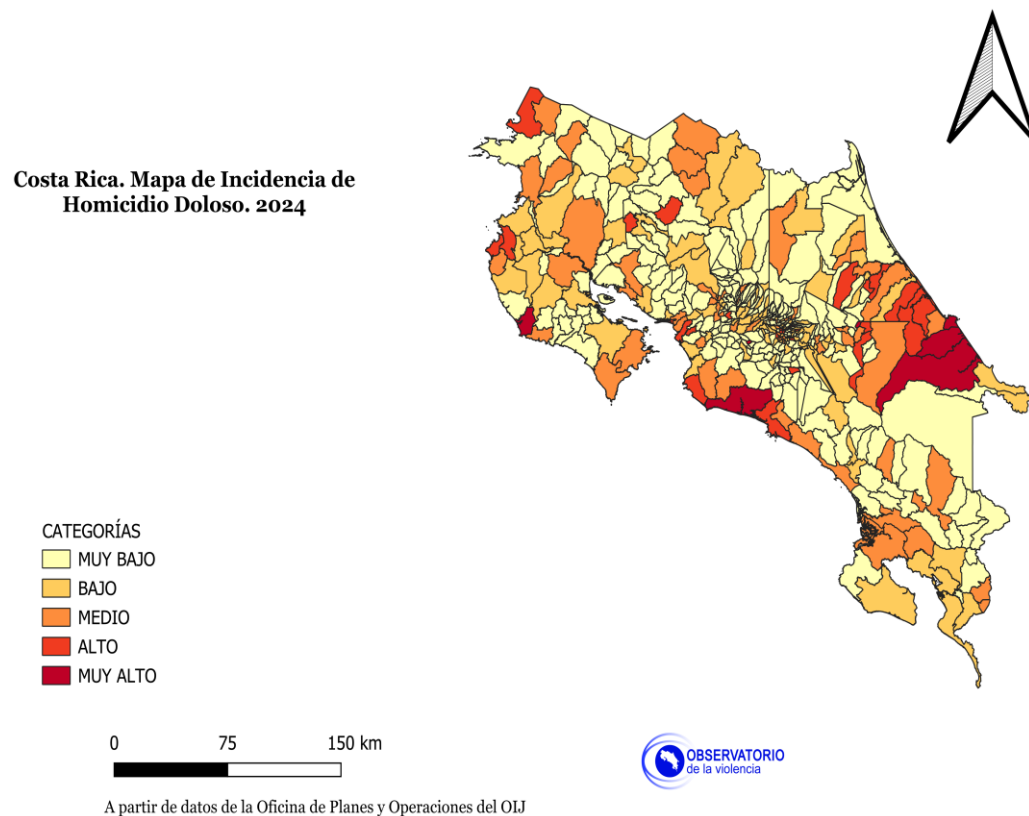 Costa Rica. Mapa de Incidencia de
Homicidio Doloso. 2024
CATEGORÍAS
MUY BAJO
BAJO
MEDIO
ALTO
MUY ALTO
0 75 150 km
OBSERVATORIO
de la violencia
A partir de datos de la Oficina de Planes y Operaciones del OIJ